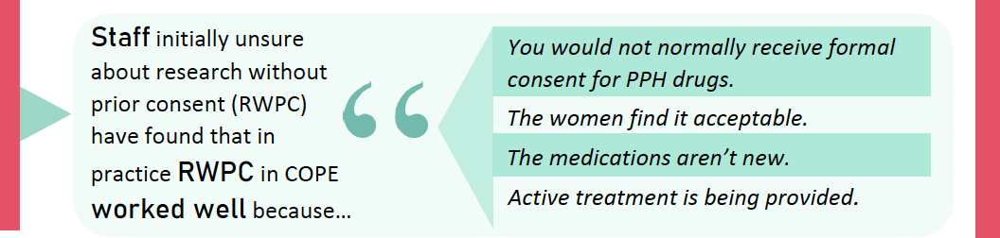 Staff initially unsure
about research without
prior consent (RWPC)
have found that in
practice RWPC in COPE
worked well because…
“
You would not normally receive formal
consent for PPH drugs.
The women find it acceptable.
The medications aren’t new.
Active treatment is being provided.